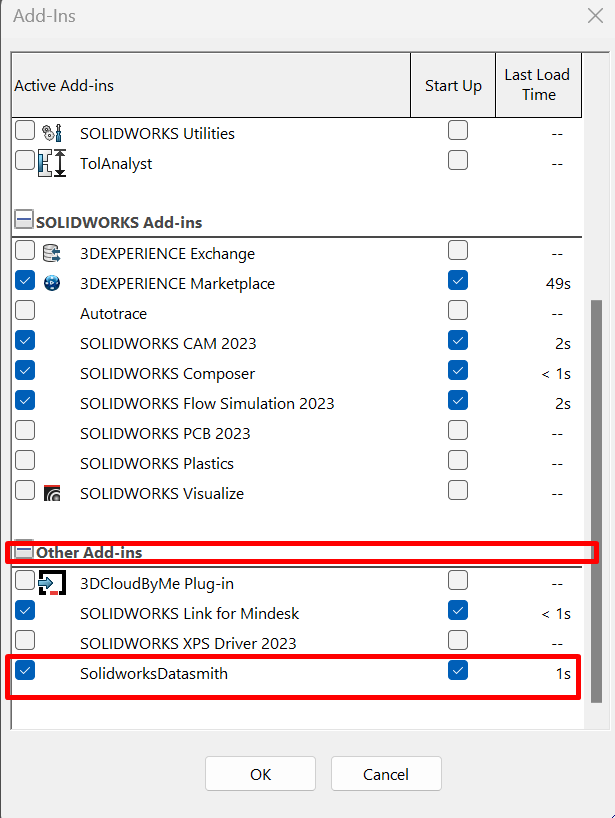 Add-Ins
Active Add-ins Start Up Last Load Time
SOLIDWORKS Utilities --
TolAnalyst --
SOLIDWORKS Add-ins
3DEXPERIENCE Exchange --
3DEXPERIENCE Marketplace 49s
Autotrace --
SOLIDWORKS CAM 2023 2s
SOLIDWORKS Composer < 1s
SOLIDWORKS Flow Simulation 2023 2s
SOLIDWORKS PCB 2023 --
SOLIDWORKS Plastics --
SOLIDWORKS Visualize --
Other Add-ins
3DCloudByMe Plug-in --
SOLIDWORKS Link for Mindesk < 1s
SOLIDWORKS XPS Driver 2023 --
SolidworksDatasmith 1s
OK Cancel